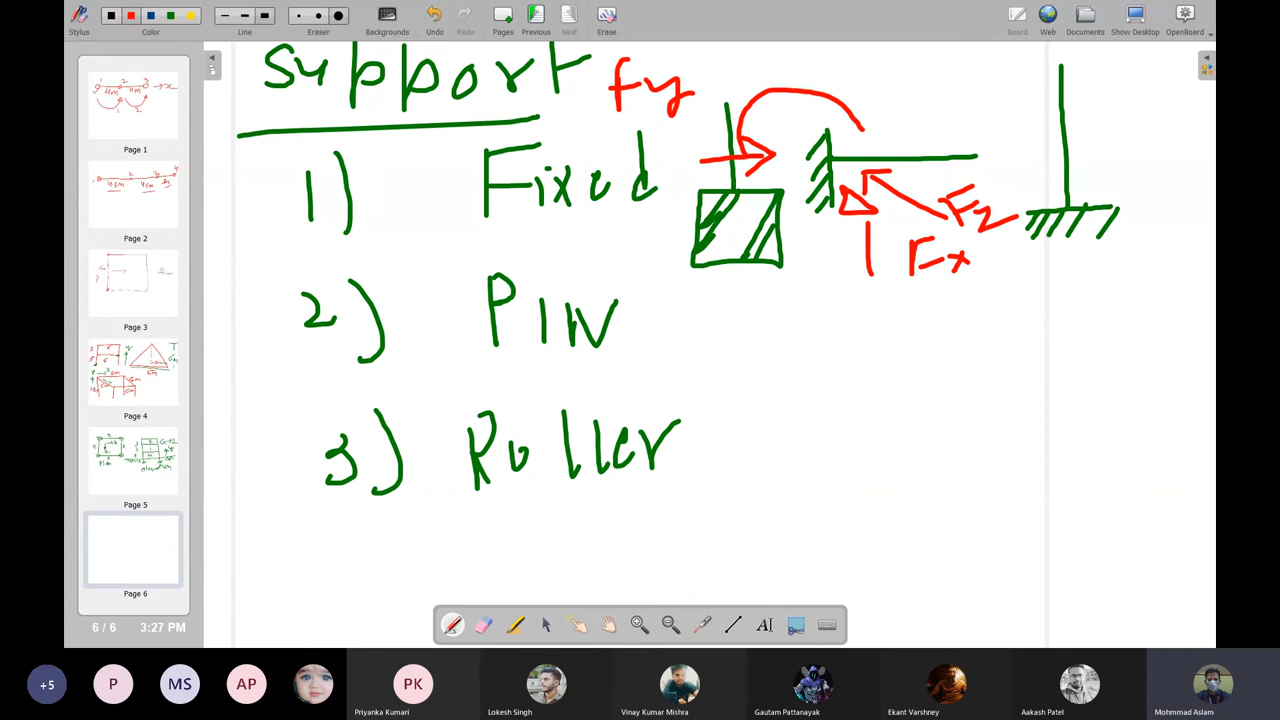 Stylus
Color
Line
Eraser
Backgrounds
Undo
Redo
Pages
Previous
Next
Erase
Board
Web
Documents
Show Desktop
OpenBoard
Page 1
Page 2
Page 3
Page 4
Page 5
Page 6
6 / 6
3:27 PM
support
fy
1) Fixed
Fz
Fx
2) PIN
3) Roller
+5
P
MS
AP
PK
Priyanka Kumari
Lokesh Singh
Vinay Kumar Mishra
Gautam Pattanayak
Ekant Varshney
Aakash Patel
Mohmmad Aslam